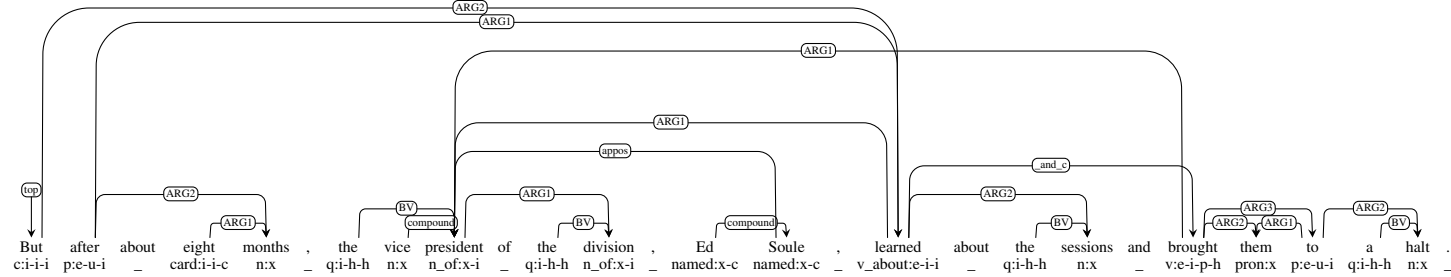 ARG2
ARG1
ARG1
ARG1
appos
_and_c
top ARG2 ARG1 ARG2 ARG3 ARG2
BV
ARG1 compound BV compound BV ARG2 ARG1 BV
But after about eight months , the vice president of the division , Ed Soule , learned about the sessions and brought them to a halt .
c:i-i-i p:e-u-i _ card:i-i-c n:x _ q:i-h-h n:x n_of:x-i _ q:i-h-h n_of:x-i _ named:x-c named:x-c _ v_about:e-i-i _ q:i-h-h n:x _ v:e-i-p-h pron:x p:e-u-i q:i-h-h n:x _